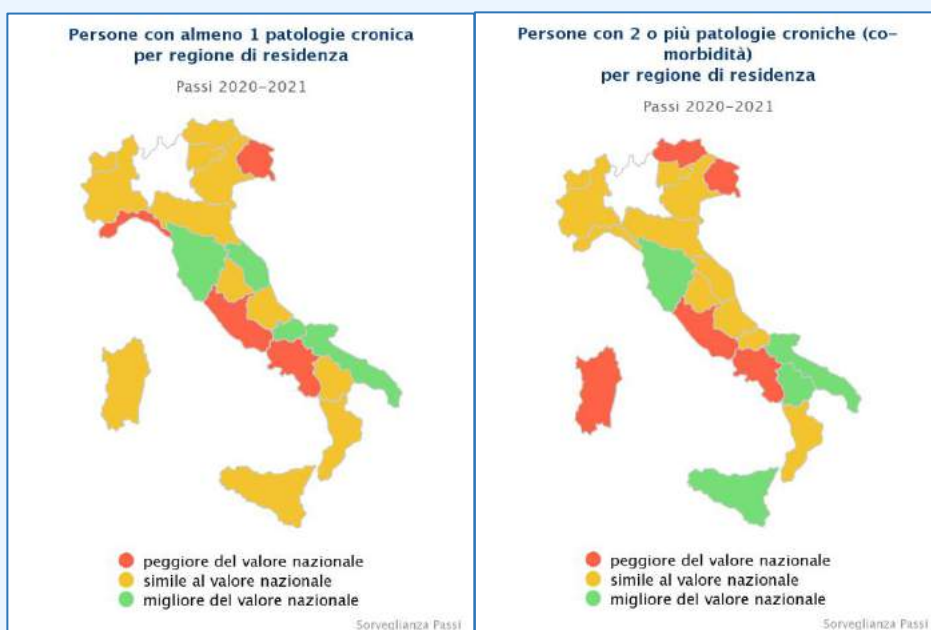 Persone con almeno 1 patologie cronica
per regione di residenza
Passi 2020-2021
peggiore del valore nazionale
simile al valore nazionale
migliore del valore nazionale
Sorveglianza Passi
Persone con 2 o più patologie croniche (co-
morbidità)
per regione di residenza
Passi 2020-2021
peggiore del valore nazionale
simile al valore nazionale
migliore del valore nazionale
Sorveglianza Passi